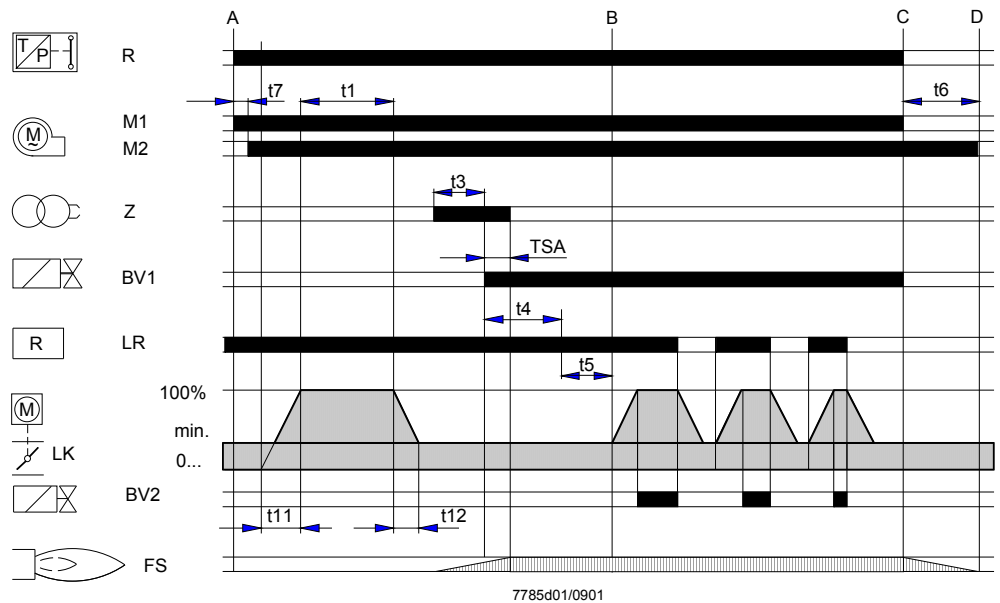 A B C D
T P R
t7 t1 t6
M1
M ~
M2
t3
Z
TSA
BV1
t4
R LR
t5
100%
M
min.
LK
0...
BV2
t11 t12
FS
7785d01/0901